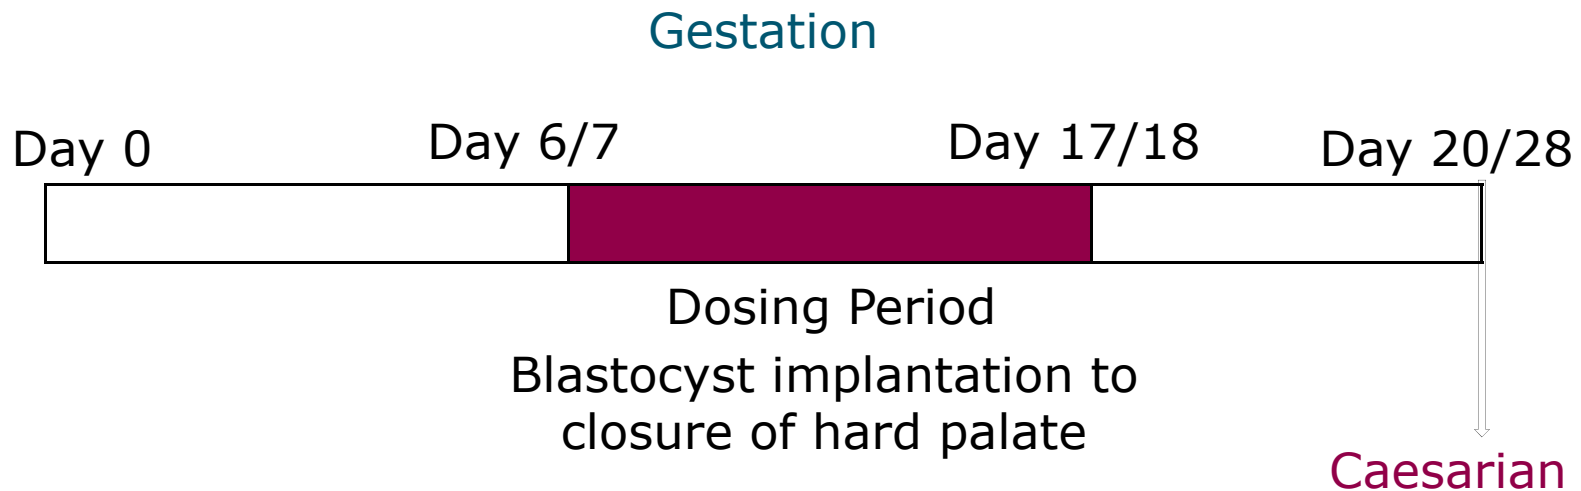 Gestation
Day 0
Day 6/7
Day 17/18
Day 20/28
Dosing Period
Blastocyst implantation to
closure of hard palate
Caesarian